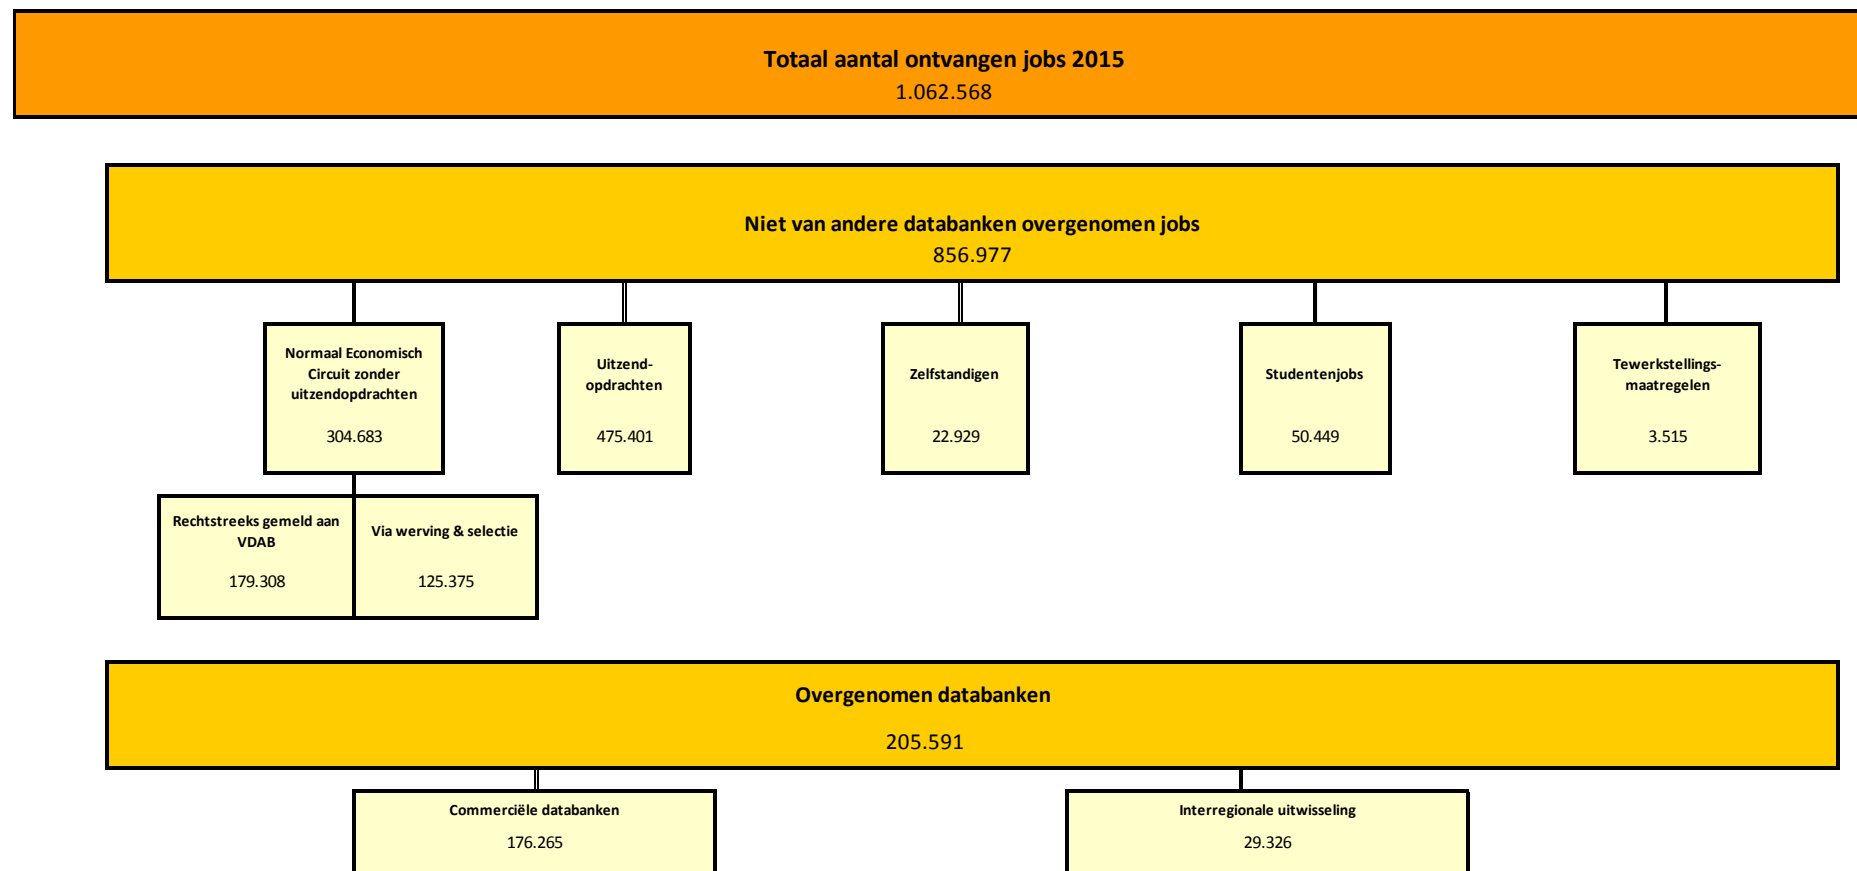 Totaal aantal ontvangen jobs 2015
1.062.568
Niet van andere databanken overgenomen jobs
856.977
Normaal Economisch
Circuit zonder
uitzendopdrachten
304.683
Uitzend-
opdrachten
475.401
Zelfstandigen
22.929
Studentenjobs
50.449
Tewerkstellings-
maatregelen
3.515
Rechtstreeks gemeld aan
VDAB
179.308
Via werving & selectie
125.375
Overgenomen databanken
205.591
Commerciële databanken
176.265
Interregionale uitwisseling
29.326